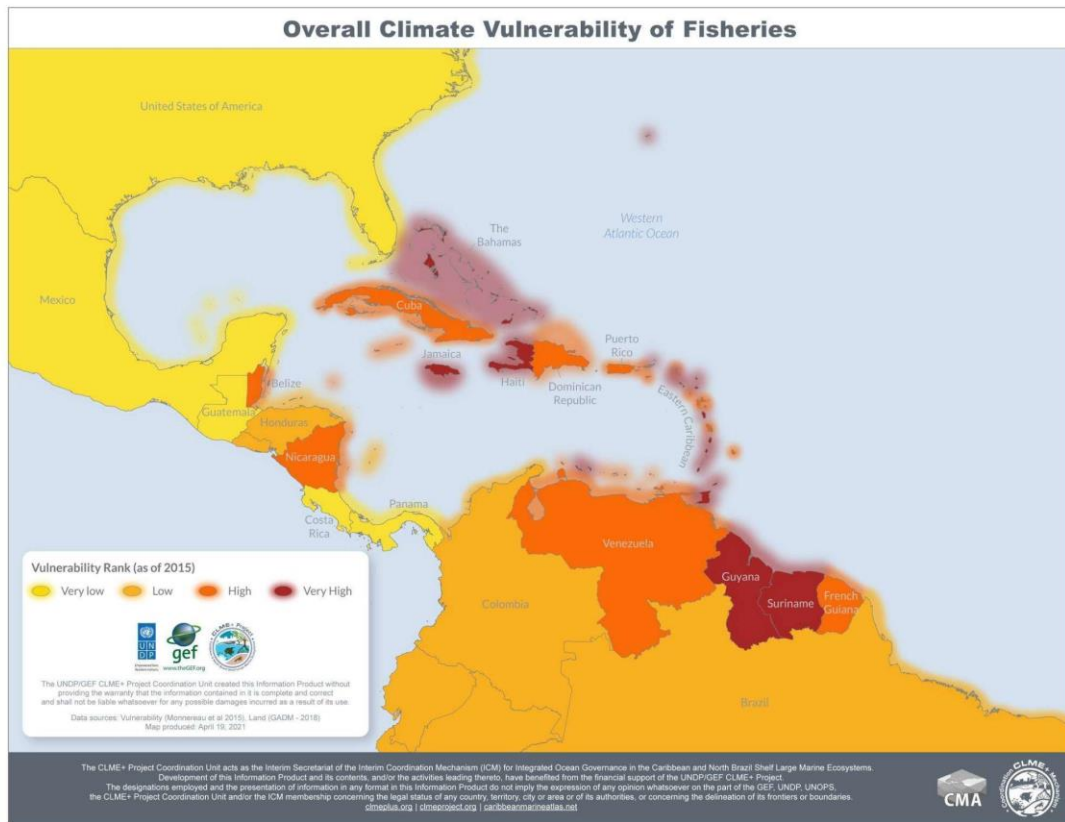 Overall Climate Vulnerability of Fisheries
United States of America
Western
Atlantic Ocean
The
Bahamas
Mexico
Cuba
Jamaica
Haiti
Dominican
Republic
Puerto
Rico
Eastern Caribbean
Belize
Guatemala
Honduras
Nicaragua
Costa
Rica
Panama
Venezuela
Guyana
Suriname
French
Guiana
Colombia
Brazil
Vulnerability Rank (as of 2015)
Very low
Low
High
Very High
U N
D P
gef
www.theGEF.org
CLME+ Project
The UNDP/GEF CLME+ Project Coordination Unit created this Information Product without
providing the warranty that the information contained in it is complete and correct
and shall not be liable whatsoever for any possible damages incurred as a result of its use.
Data sources: Vulnerability (Monnereau et al 2015), Land (GADM - 2018)
Map produced: April 19, 2021
The CLME+ Project Coordination Unit acts as the Interim Secretariat of the Interim Coordination Mechanism (ICM) for Integrated Ocean Governance in the Caribbean and North Brazil Shelf Large Marine Ecosystems.
Development of this Information Product and its contents, and/or the activities leading thereto, have benefited from the financial support of the UNDP/GEF CLME+ Project.
The designations employed and the presentation of information in any format in this Information Product do not imply the expression of any opinion whatsoever on the part of the GEF, UNDP, UNOPS,
the CLME+ Project Coordination Unit and/or the ICM membership concerning the legal status of any country, territory, city or area or of its authorities, or concerning the delineation of its frontiers or boundaries.
clmeplus.org | clmeproject.org | caribbeanmarineatlas.net
CMA
CLME+
Coordination Mechanism